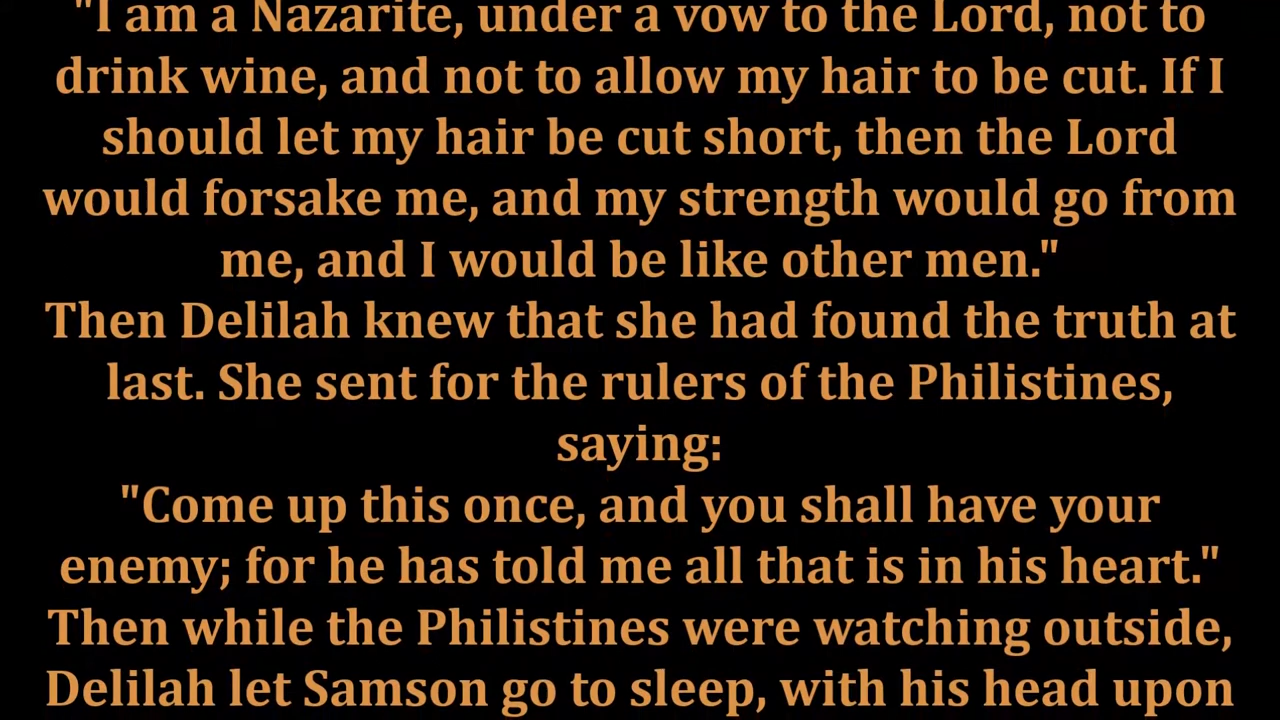 "I am a Nazarite, under a vow to the Lord, not to
drink wine, and not to allow my hair to be cut. If I
should let my hair be cut short, then the Lord
would forsake me, and my strength would go from
me, and I would be like other men."
Then Delilah knew that she had found the truth at
last. She sent for the rulers of the Philistines,
saying:
"Come up this once, and you shall have your
enemy; for he has told me all that is in his heart."
Then while the Philistines were watching outside,
Delilah let Samson go to sleep, with his head upon